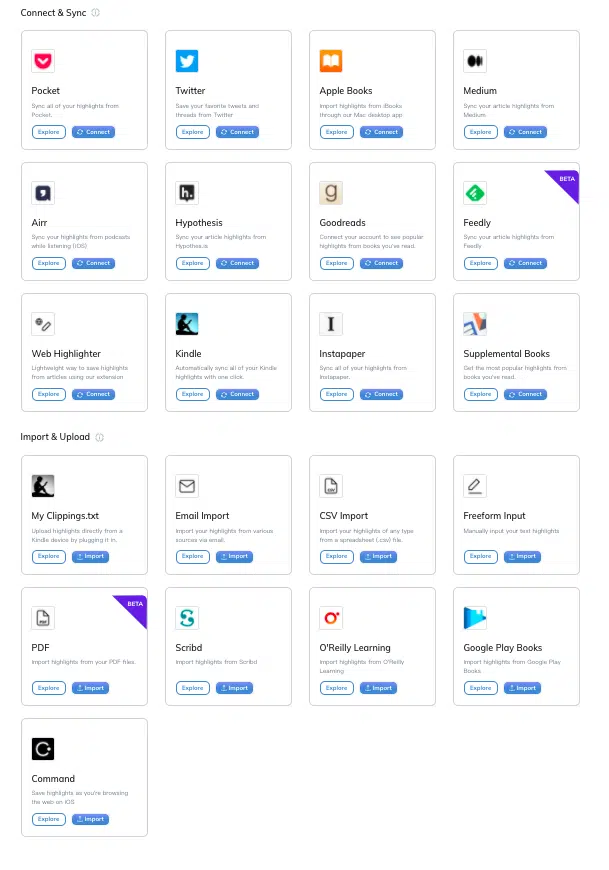 Connect & Sync
Pocket
Sync all of your highlights from
Pocket.
Explore
Connect
Twitter
Save your favorite tweets and
threads from Twitter
Explore
Connect
Apple Books
Import highlights from iBooks
through our Mac desktop app
Explore
Connect
Medium
Sync your article highlights from
Medium
Explore
Connect
Airr
Sync your highlights from podcasts
while listening (iOS)
Explore
Connect
h.
Hypothesis
Sync your article highlights from
Hypothes.is
Explore
Connect
g
Goodreads
Connect your account to see popular
highlights from books you've read.
Explore
Connect
BETA
Feedly
Sync your article highlights from
Feedly
Explore
Connect
Web Highlighter
Lightweight way to save highlights
from articles using our extension
Explore
Connect
Kindle
Automatically sync all of your Kindle
highlights with one click.
Explore
Connect
I
Instapaper
Sync all of your highlights from
Instapaper.
Explore
Connect
Supplemental Books
Get the most popular highlights from
books you've read.
Explore
Connect
Import & Upload
My Clippings.txt
Upload highlights directly from a
Kindle device by plugging it in.
Explore
Import
Email Import
Import your highlights from various
sources via email.
Explore
Import
CSV
CSV Import
Import your highlights of any type
from a spreadsheet (.csv) file.
Explore
Import
Freeform Input
Manually input your text highlights
Explore
Import
BETA
PDF
PDF
Import highlights from your PDF files.
Explore
Import
Scribd
Import highlights from Scribd
Explore
Import
O'Reilly Learning
Import highlights from O'Reilly
Learning
Explore
Import
Google Play Books
Import highlights from Google Play
Books
Explore
Import
Command
Save highlights as you're browsing
the web on iOS
Explore
Import